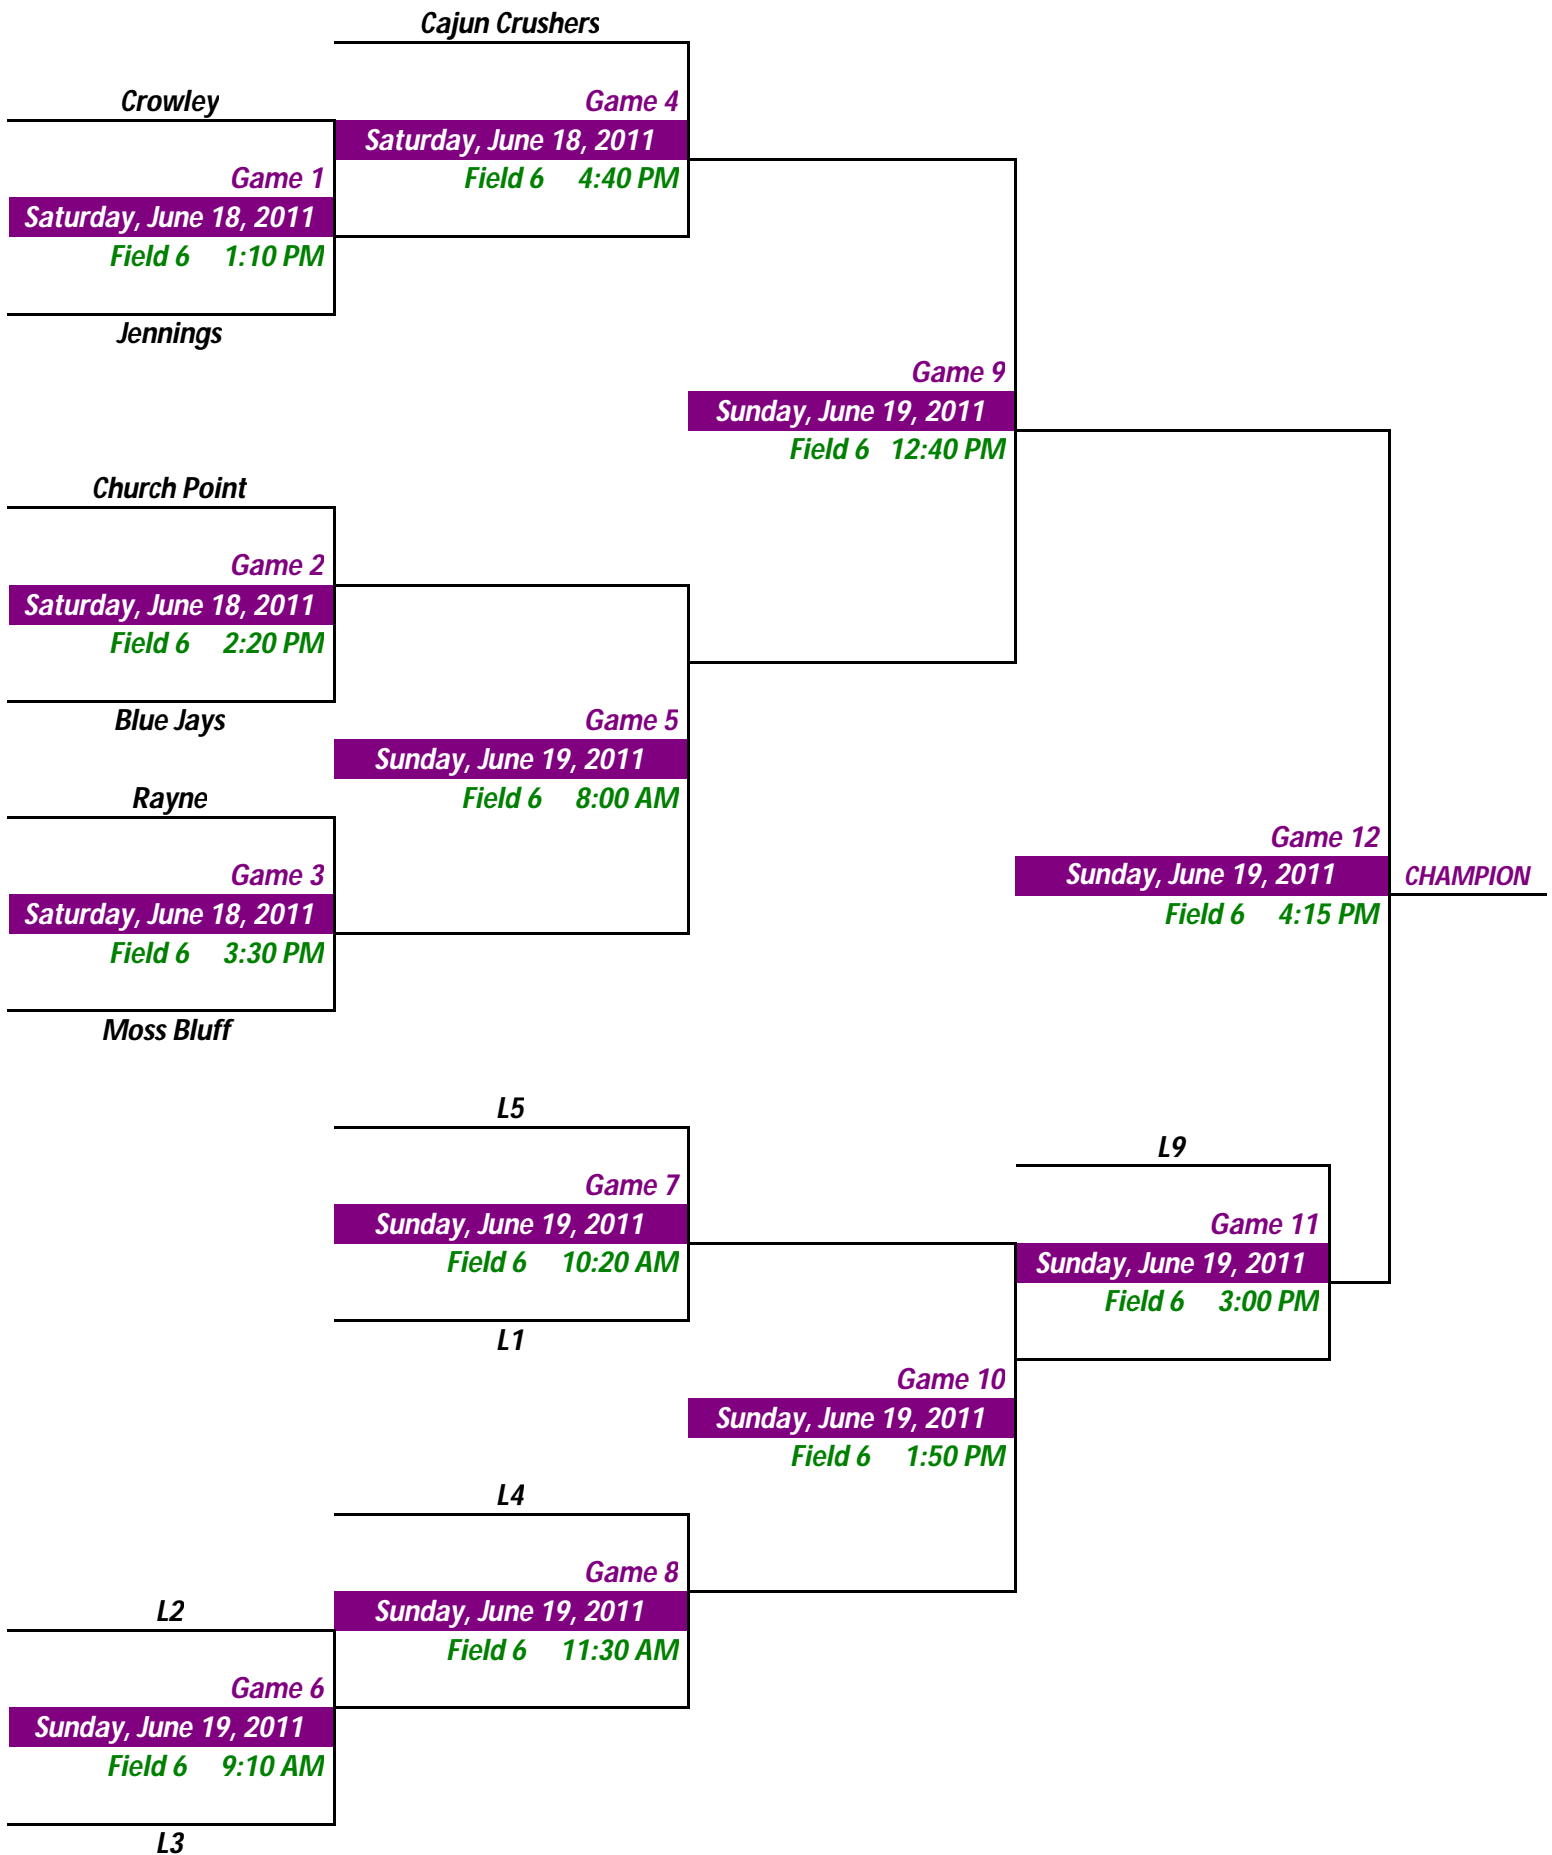 Cajun Crushers
Crowley
Game 4
Saturday, June 18, 2011
Field 6 4:40 PM
Game 1
Saturday, June 18, 2011
Field 6 1:10 PM
Jennings
Game 9
Sunday, June 19, 2011
Field 6 12:40 PM
Church Point
Game 2
Saturday, June 18, 2011
Field 6 2:20 PM
Blue Jays
Game 5
Sunday, June 19, 2011
Field 6 8:00 AM
Rayne
Game 3
Saturday, June 18, 2011
Field 6 3:30 PM
Moss Bluff
Game 12
Sunday, June 19, 2011
Field 6 4:15 PM
CHAMPION
L5
Game 7
Sunday, June 19, 2011
Field 6 10:20 AM
L1
L9
Game 11
Sunday, June 19, 2011
Field 6 3:00 PM
Game 10
Sunday, June 19, 2011
Field 6 1:50 PM
L4
Game 8
Sunday, June 19, 2011
Field 6 11:30 AM
L2
Game 6
Sunday, June 19, 2011
Field 6 9:10 AM
L3